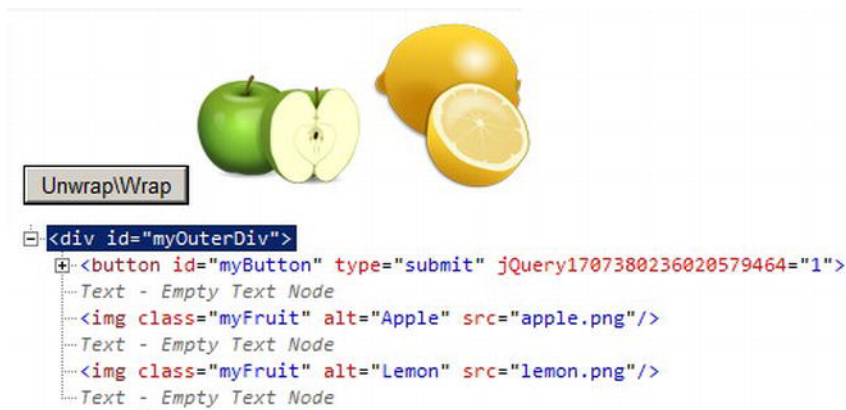 Unwrap\Wrap
<div id="myOuterDiv">
<button id="myButton" type="submit" jQuery1707380236020579464="1">
Text - Empty Text Node
<img class="myFruit" alt="Apple" src="apple.png"/>
Text - Empty Text Node
<img class="myFruit" alt="Lemon" src="lemon.png"/>
Text - Empty Text Node